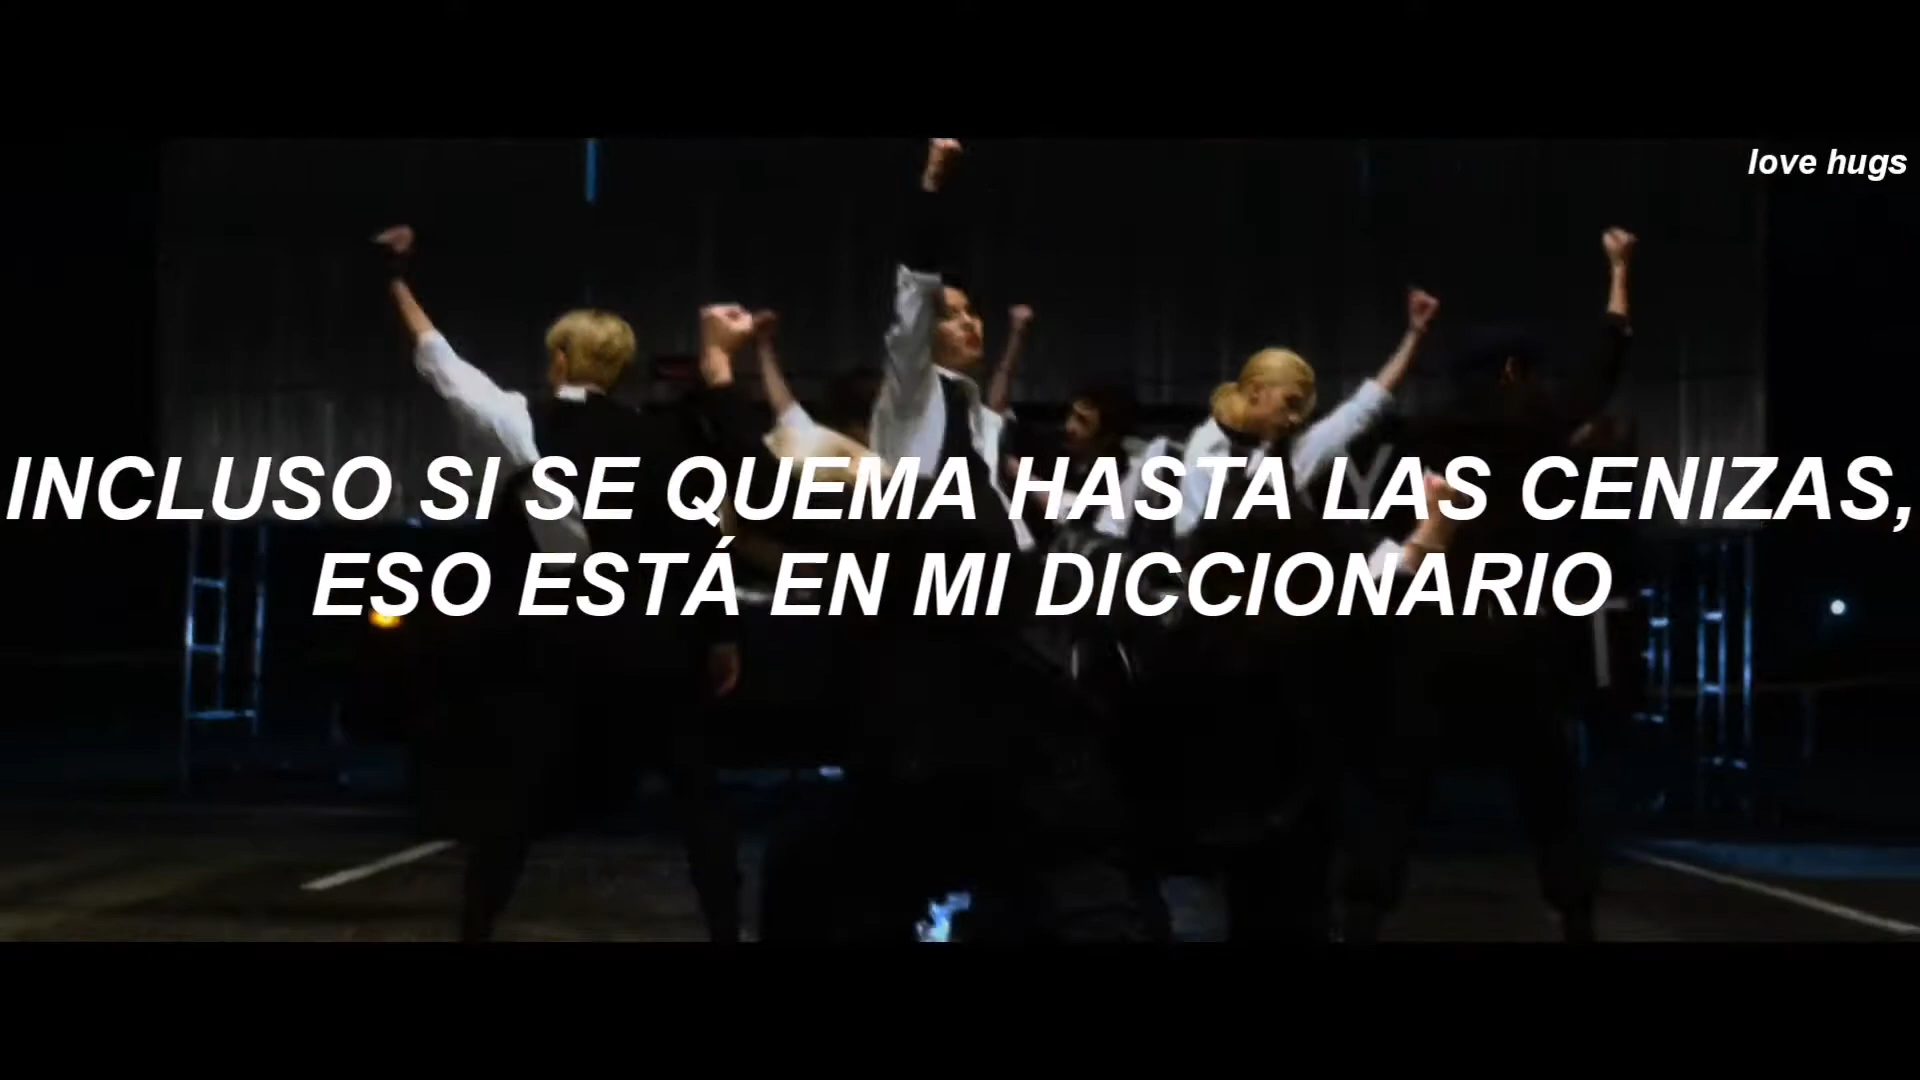 love hugs
INCLUSO SI SE QUEMA HASTA LAS CENIZAS,
ESO ESTÁ EN MI DICCIONARIO